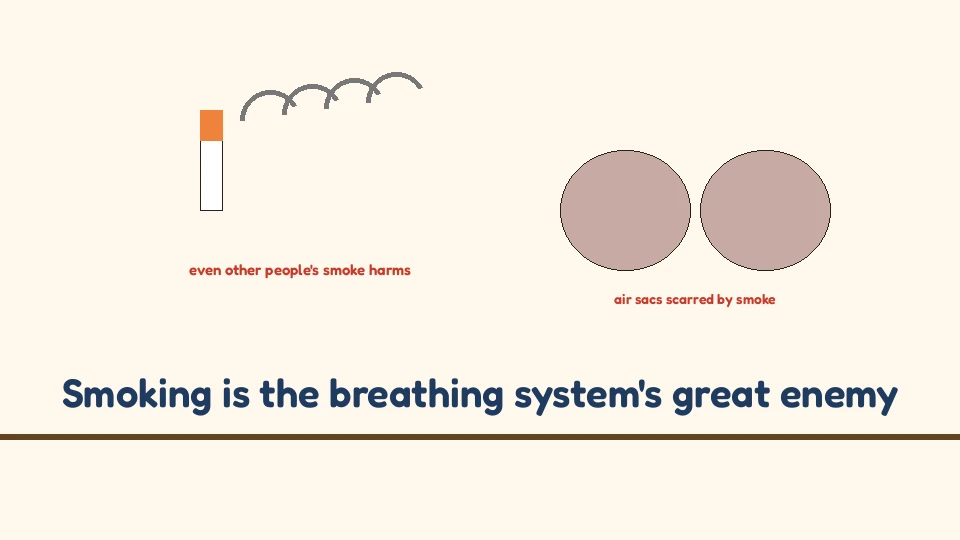 even other people's smoke harms
air sacs scarred by smoke
Smoking is the breathing system's great enemy